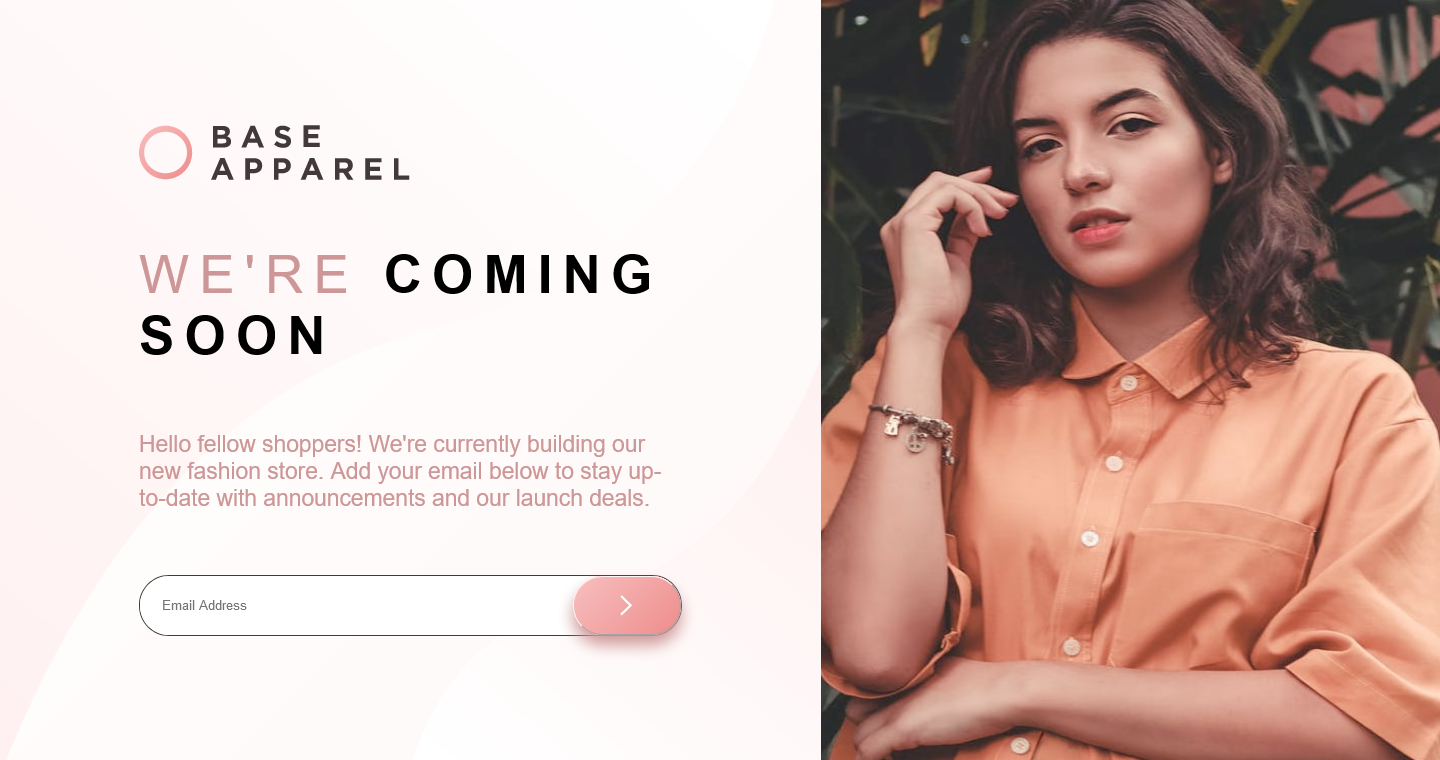 BASE
APPAREL
WE'RE COMING
SOON
Hello fellow shoppers! We're currently building our
new fashion store. Add your email below to stay up-
to-date with announcements and our launch deals.
Email Address